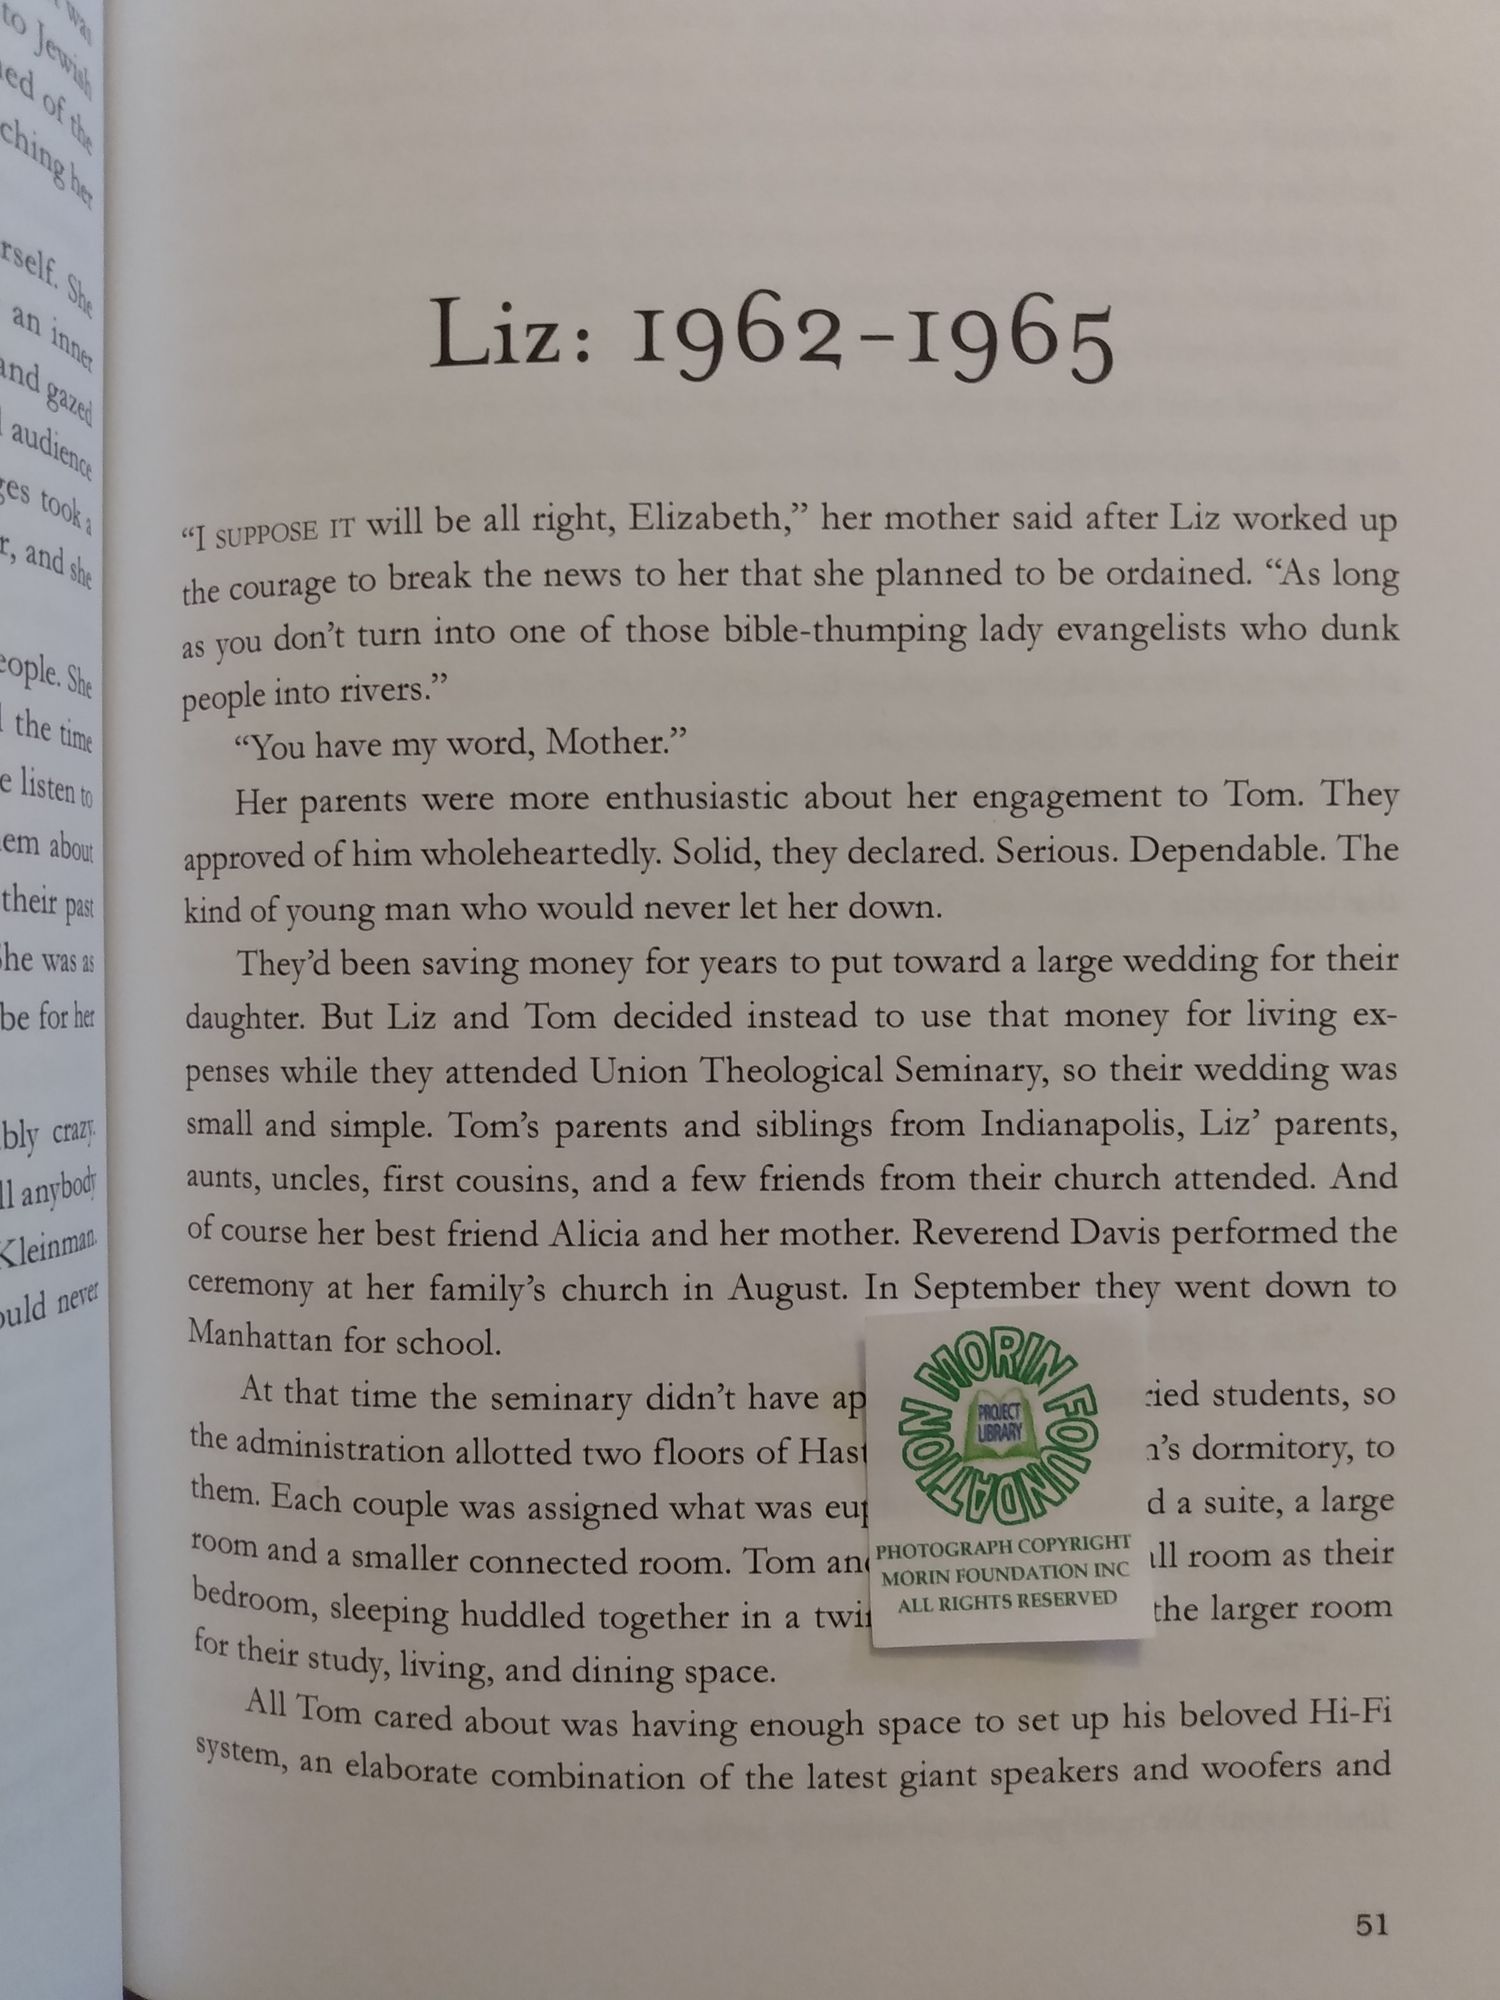 was
to Jewish
ned of the
ching her
rself. She
an inner
and gazed
audience
ges took a
r, and she
eople. She
the time
e listen to
em about
their past
she was as
be for her
bly crazy.
ll anybody
Kleinman.
ould never
Liz: 1962-1965
“I SUPPOSE IT will be all right, Elizabeth,” her mother said after Liz worked up
the courage to break the news to her that she planned to be ordained. “As long
as you don’t turn into one of those bible-thumping lady evangelists who dunk
people into rivers.”
“You have my word, Mother.”
Her parents were more enthusiastic about her engagement to Tom. They
approved of him wholeheartedly. Solid, they declared. Serious. Dependable. The
kind of young man who would never let her down.
They’d been saving money for years to put toward a large wedding for their
daughter. But Liz and Tom decided instead to use that money for living ex-
penses while they attended Union Theological Seminary, so their wedding was
small and simple. Tom’s parents and siblings from Indianapolis, Liz’ parents,
aunts, uncles, first cousins, and a few friends from their church attended. And
of course her best friend Alicia and her mother. Reverend Davis performed the
ceremony at her family’s church in August. In September they went down to
Manhattan for school.
At that time the seminary didn’t have ap ried students, so
the administration allotted two floors of Hast n’s dormitory, to
them. Each couple was assigned what was eup d a suite, a large
room and a smaller connected room. Tom and ll room as their
bedroom, sleeping huddled together in a twi the larger room
for their study, living, and dining space.
All Tom cared about was having enough space to set up his beloved Hi-Fi
system, an elaborate combination of the latest giant speakers and woofers and
51
MORIN FOUNDATION
PROJECT
LIBRARY
PHOTOGRAPH COPYRIGHT
MORIN FOUNDATION INC
ALL RIGHTS RESERVED